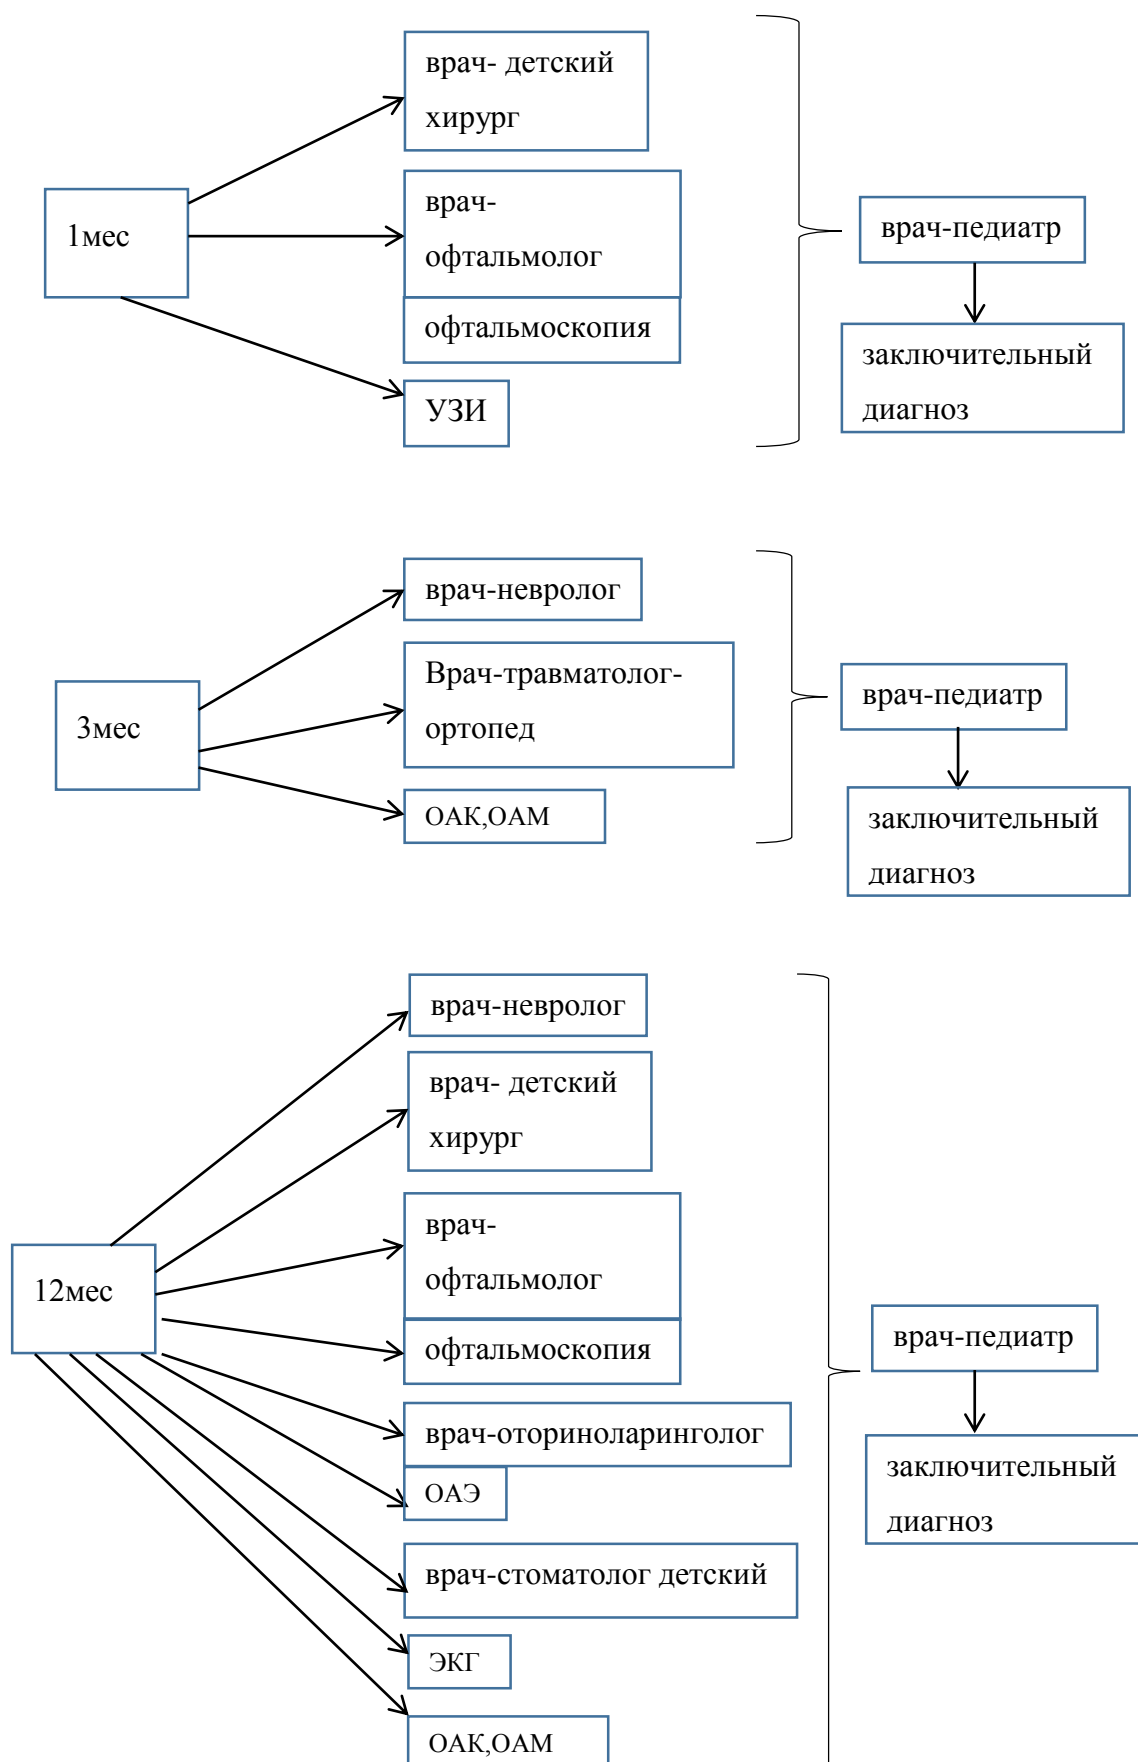 врач- детский
хирург
1мес
врач-
офтальмолог
офтальмоскопия
УЗИ
врач-педиатр
заключительный
диагноз
врач-невролог
3мес
Врач-травматолог-
ортопед
ОАК,ОАМ
врач-педиатр
заключительный
диагноз
врач-невролог
врач- детский
хирург
12мес
врач-
офтальмолог
офтальмоскопия
врач-оториноларинголог
ОАЭ
врач-стоматолог детский
ЭКГ
ОАК,ОАМ
врач-педиатр
заключительный
диагноз